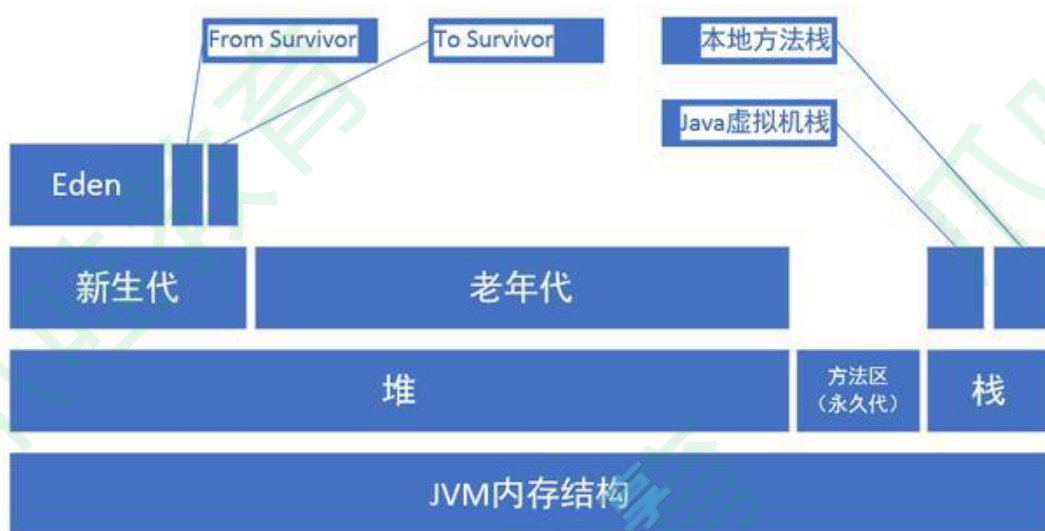 From Survivor
To Survivor
本地方法栈
Java虚拟机栈
Eden
新生代
老年代
堆
方法区
（永久代）
栈
JVM内存结构